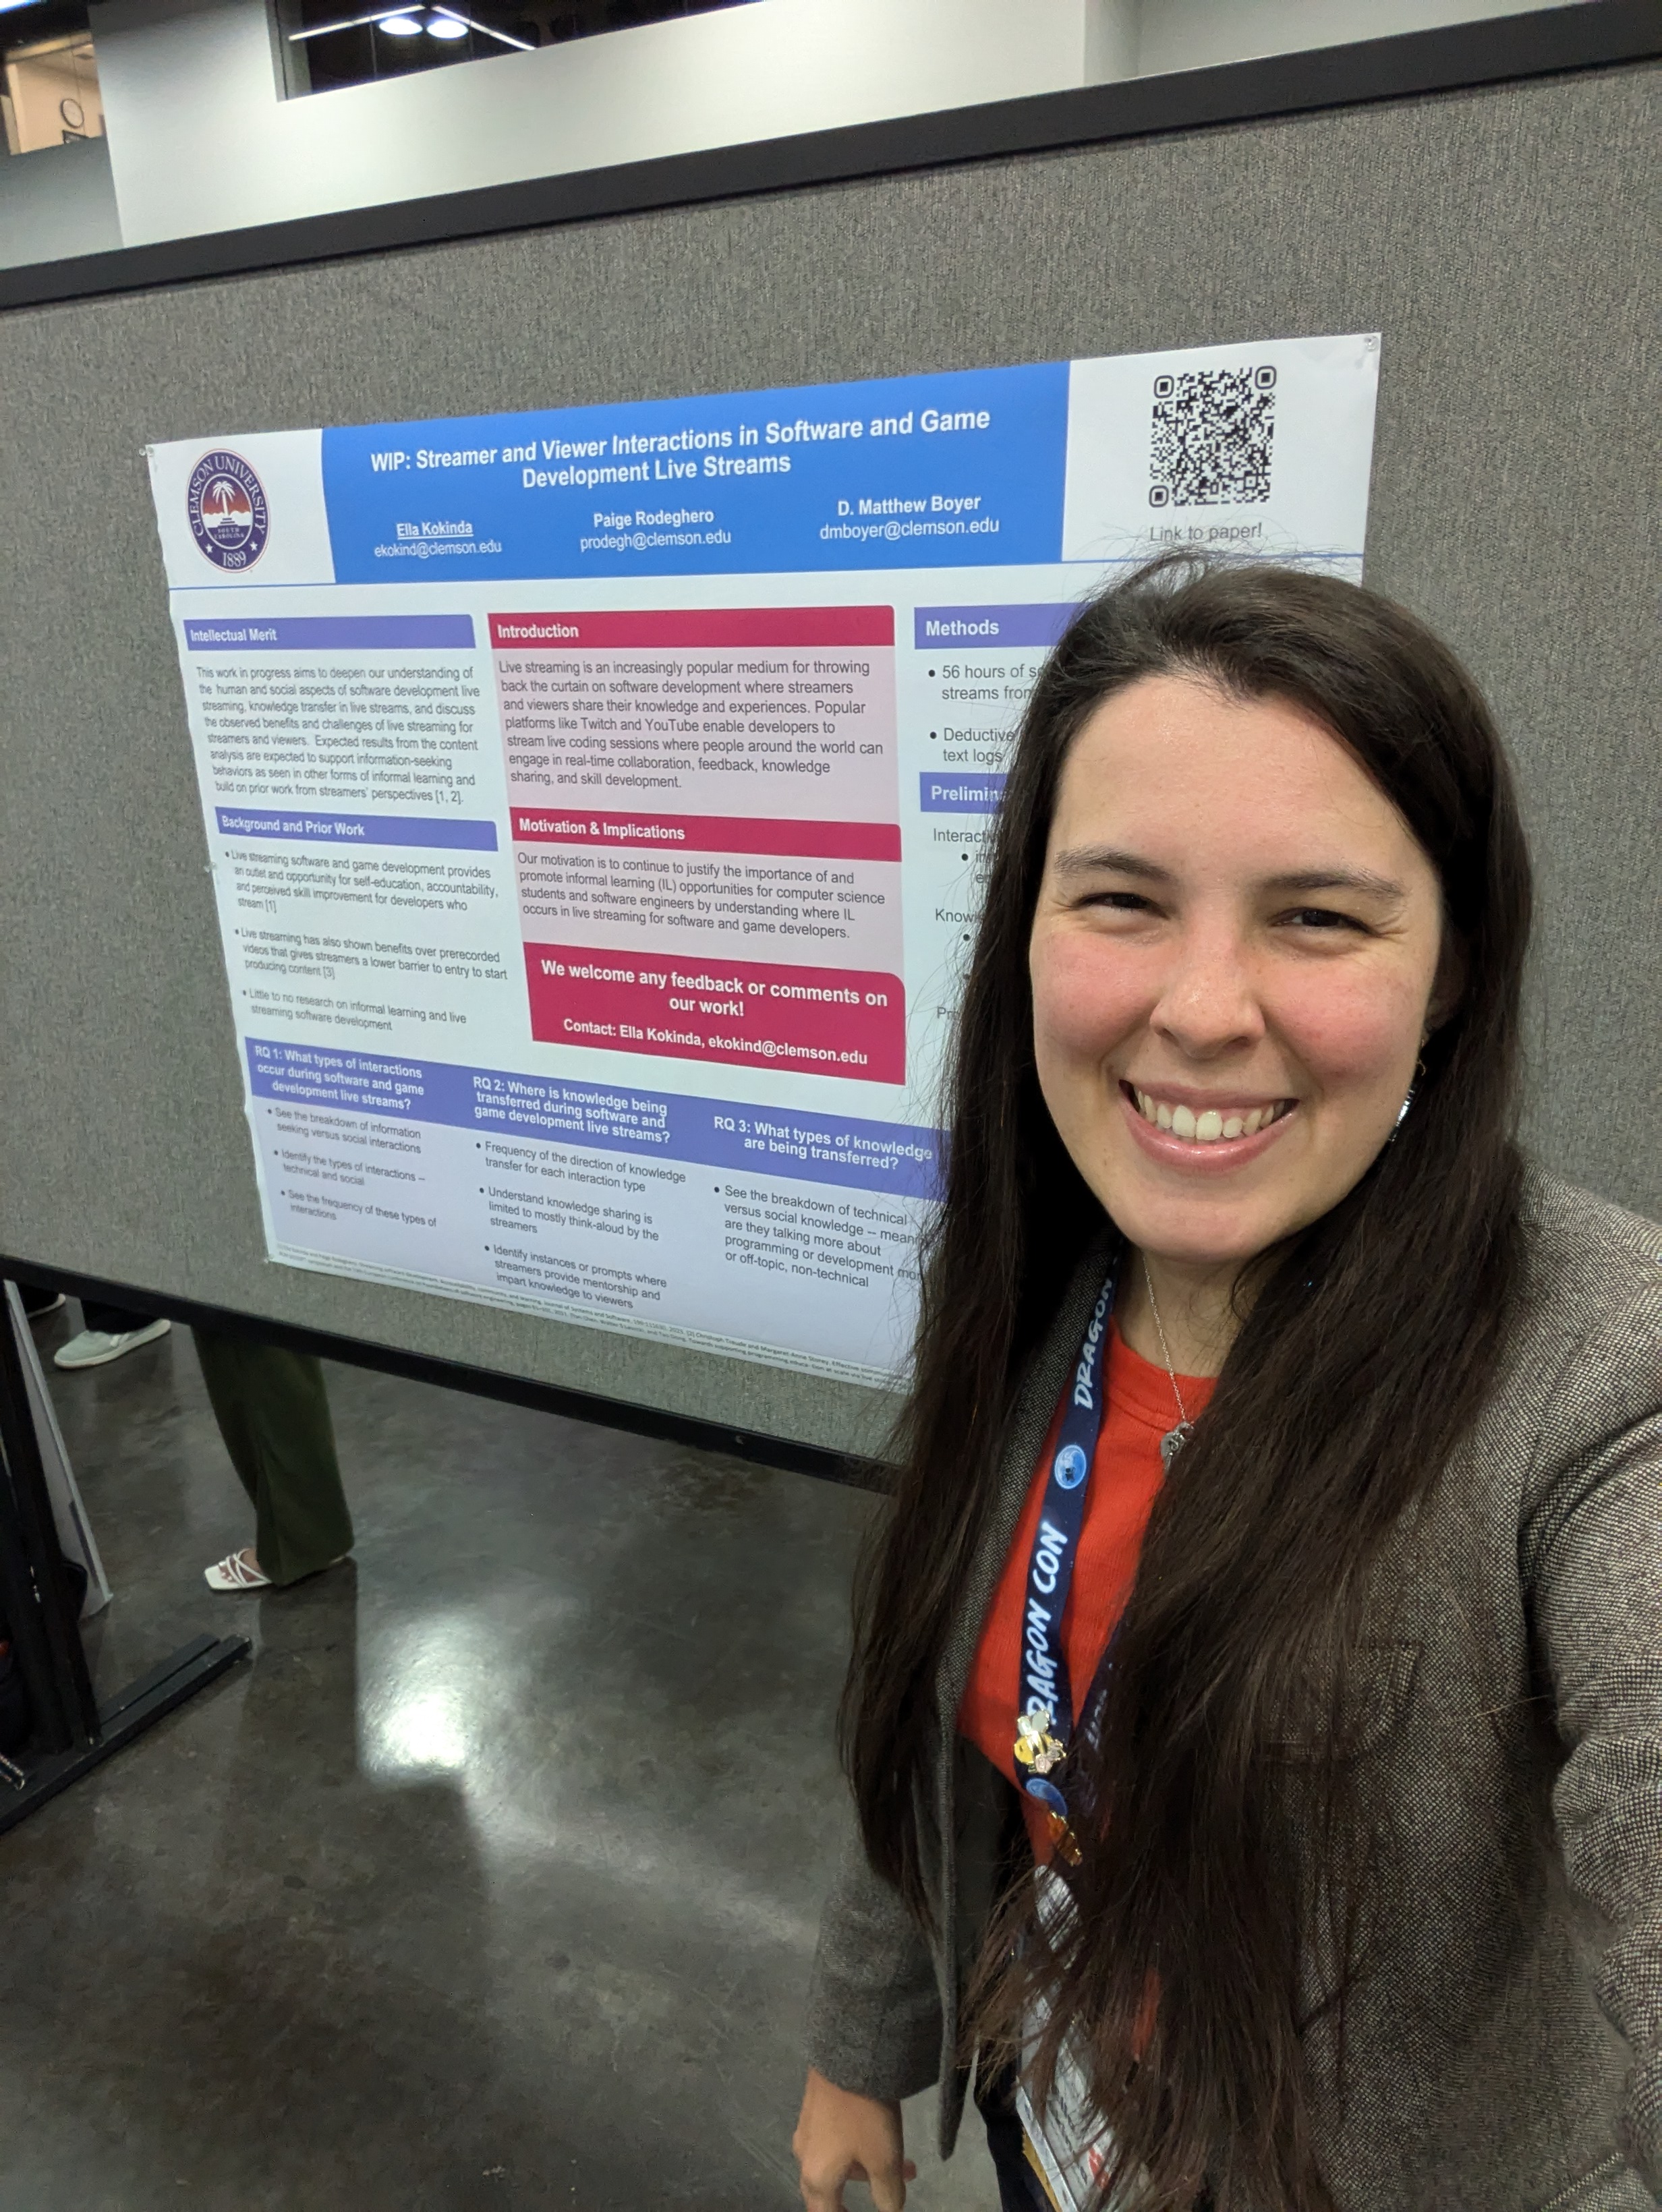 CLEMSON UNIVERSITY
SOUTH
CAROLINA
1889
WIP: Streamer and Viewer Interactions in Software and Game
Development Live Streams
Ella Kokinda
ekokind@clemson.edu
Paige Rodeghero
prodegh@clemson.edu
D. Matthew Boyer
dmboyer@clemson.edu
Link to paper!
Intellectual Merit
This work in progress aims to deepen our understanding of
the human and social aspects of software development live
streaming, knowledge transfer in live streams, and discuss
the observed benefits and challenges of live streaming for
streamers and viewers. Expected results from the content
analysis are expected to support information-seeking
behaviors as seen in other forms of informal learning and
build on prior work from streamers' perspectives [1, 2].
Background and Prior Work
• Live streaming software and game development provides
an outlet and opportunity for self-education, accountability,
and perceived skill improvement for developers who
stream [1]
• Live streaming has also shown benefits over prerecorded
videos that gives streamers a lower barrier to entry to start
producing content [3]
• Little to no research on informal learning and live
streaming software development
Introduction
Live streaming is an increasingly popular medium for throwing
back the curtain on software development where streamers
and viewers share their knowledge and experiences. Popular
platforms like Twitch and YouTube enable developers to
stream live coding sessions where people around the world can
engage in real-time collaboration, feedback, knowledge
sharing, and skill development.
Motivation & Implications
Our motivation is to continue to justify the importance of and
promote informal learning (IL) opportunities for computer science
students and software engineers by understanding where IL
occurs in live streaming for software and game developers.
We welcome any feedback or comments on
our work!
Contact: Ella Kokinda, ekokind@clemson.edu
Methods
• 56 hours of s
streams from
• Deductive
text logs
Prelimin
Interacti
Knowl
RQ 1: What types of interactions
occur during software and game
development live streams?
• See the breakdown of information
seeking versus social interactions
• Identify the types of interactions --
technical and social
• See the frequency of these types of
interactions
RQ 2: Where is knowledge being
transferred during software and
game development live streams?
• Frequency of the direction of knowledge
transfer for each interaction type
• Understand knowledge sharing is
limited to mostly think-aloud by the
streamers
• Identify instances or prompts where
streamers provide mentorship and
impart knowledge to viewers
RQ 3: What types of knowledge
are being transferred?
• See the breakdown of technical
versus social knowledge -- meaning
are they talking more about
programming or development mo
or off-topic, non-technical
DRAGON
DRAGON CON